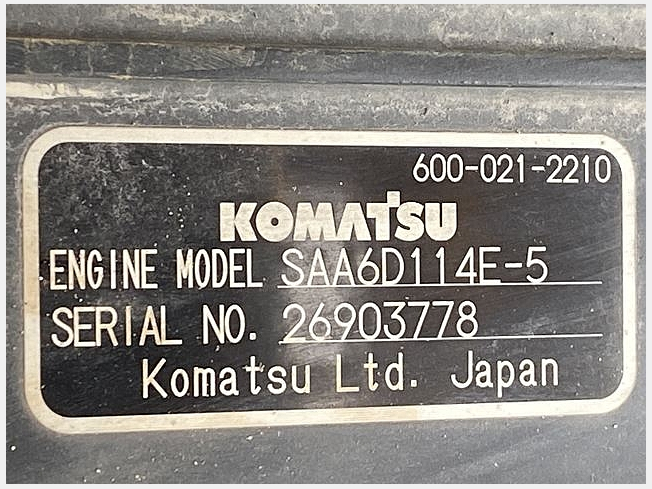 600-021-2210
KOMATSU
ENGINE MODEL SAA6D114E-5
SERIAL NO. 26903778
Komatsu Ltd. Japan